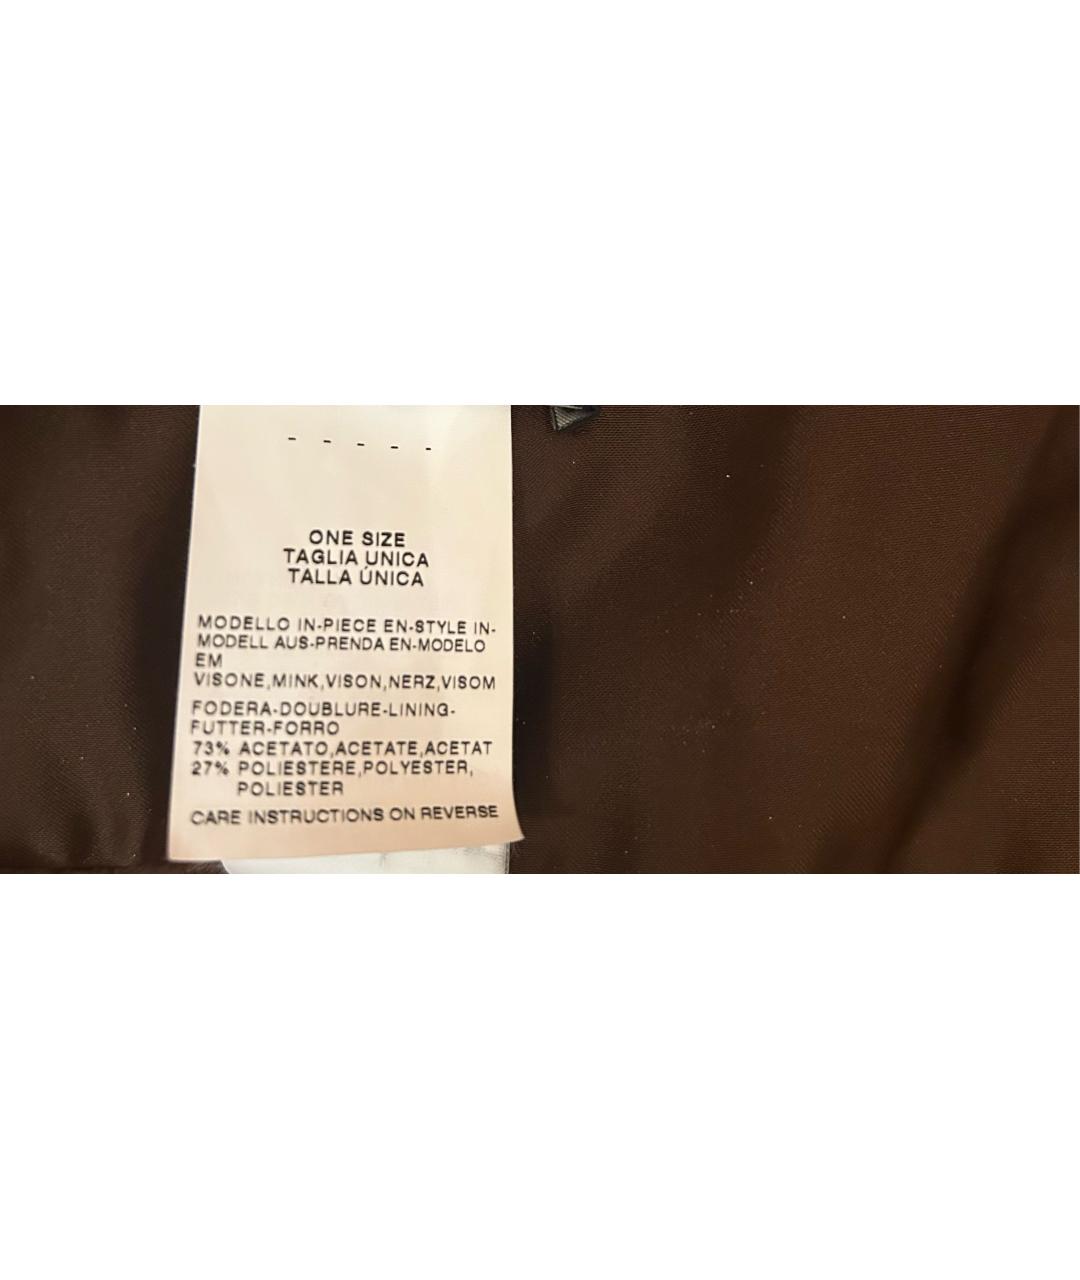 - - - - -
ONE SIZE
TAGLIA UNICA
TALLA ÚNICA
MODELLO IN-PIECE EN-STYLE IN-
MODELL AUS-PRENDA EN-MODELO
EM
VISONE,MINK,VISON,NERZ,VISOM
FODERA-DOUBLURE-LINING-
FUTTER-FORRO
73% ACETATO,ACETATE,ACETAT
27% POLIESTERE,POLYESTER,
POLIESTER
CARE INSTRUCTIONS ON REVERSE